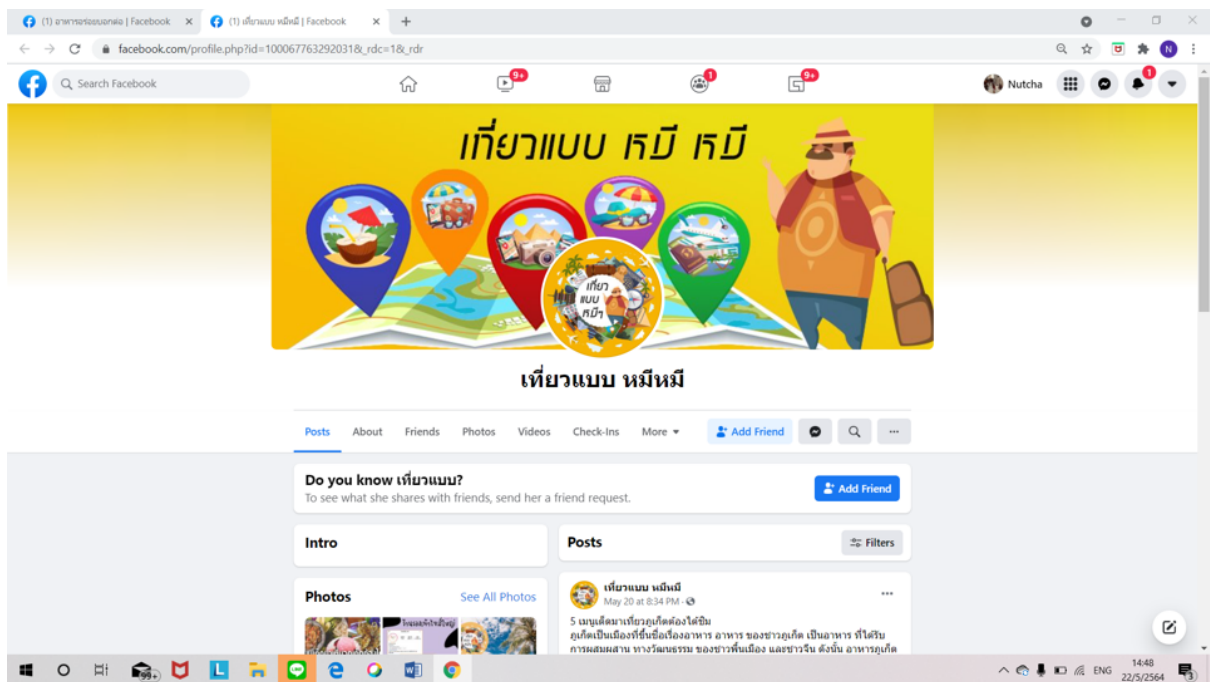 (1) อาหารอร่อยบอกต่อ | Facebook
(1) เที่ยวแบบ หมีหมี | Facebook
facebook.com/profile.php?id=100067763292031&_rdc=1&_rdr
N
Search Facebook
9+
1
9+
Nutcha
1
เที่ยวแบบ หมี หมี
เที่ยว
แบบ
หมีๆ
เที่ยวแบบ หมีหมี
Posts About Friends Photos Videos Check-Ins More Add Friend
Do you know เที่ยวแบบ?
To see what she shares with friends, send her a friend request.
Add Friend
Intro
Posts
Filters
Photos
See All Photos
เที่ยวแบบ หมีหมี
May 20 at 8:34 PM
5 เมนูเด็ดมาเที่ยวภูเก็ตต้องได้ชิม
ภูเก็ตเป็นเมืองที่ขึ้นชื่อเรื่องอาหาร อาหาร ของชาวภูเก็ต เป็นอาหาร ที่ได้รับ
การผสมผสาน ทางวัฒนธรรม ของชาวพื้นเมือง และชาวจีน ดังนั้น อาหารภูเก็ต
99+
L
ENG
14:48
22/5/2564
3